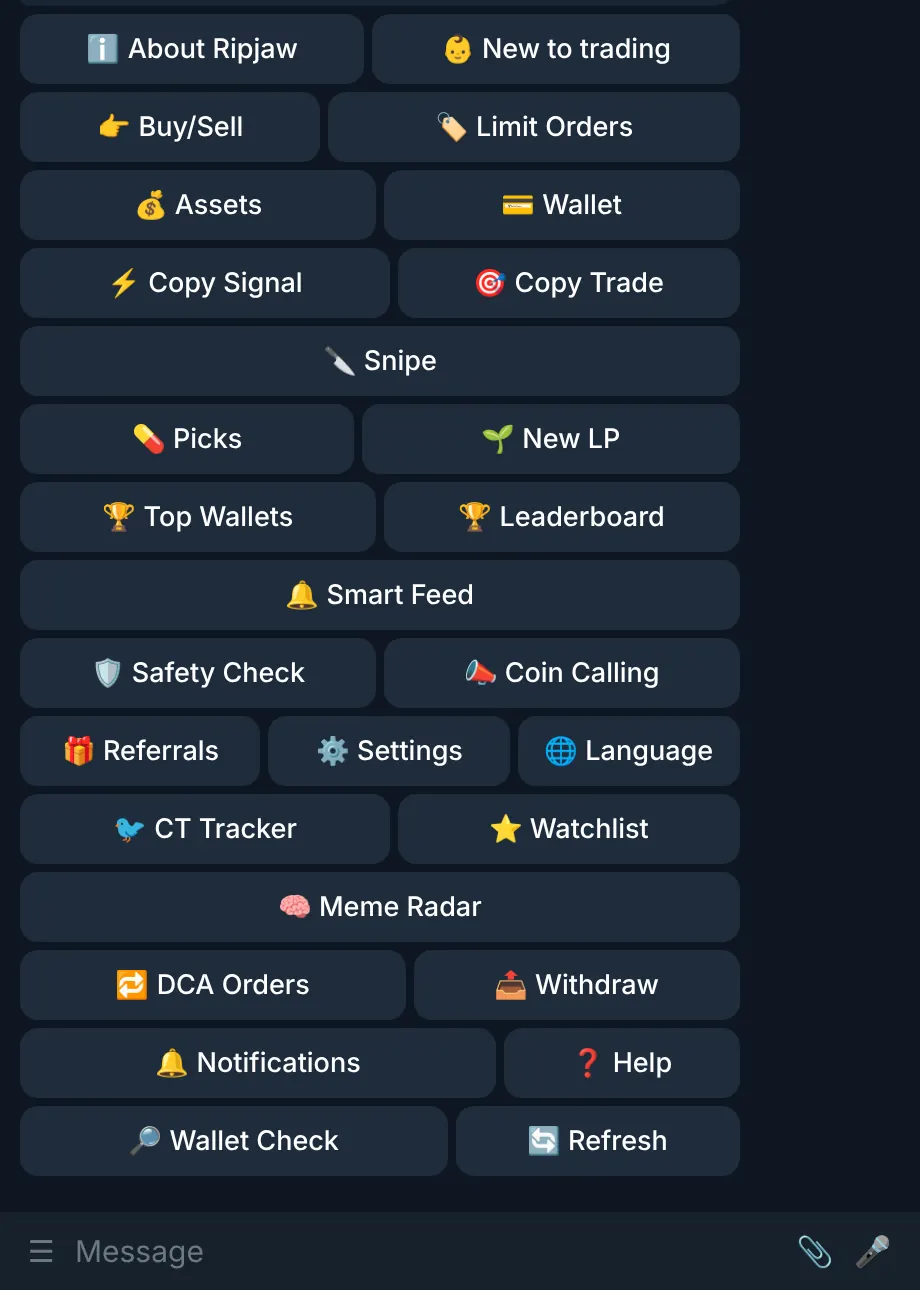 ℹ️ About Ripjaw 👶 New to trading
👉 Buy/Sell 🏷️ Limit Orders
💰 Assets 💳 Wallet
⚡ Copy Signal 🎯 Copy Trade
🔪 Snipe
💊 Picks 🌱 New LP
🏆 Top Wallets 🏆 Leaderboard
🔔 Smart Feed
🛡️ Safety Check 📣 Coin Calling
🎁 Referrals ⚙️ Settings 🌐 Language
🐦 CT Tracker ⭐ Watchlist
🧠 Meme Radar
🔁 DCA Orders 📤 Withdraw
🔔 Notifications ❓ Help
🔎 Wallet Check 🔄 Refresh
☰ Message 📎 🎤